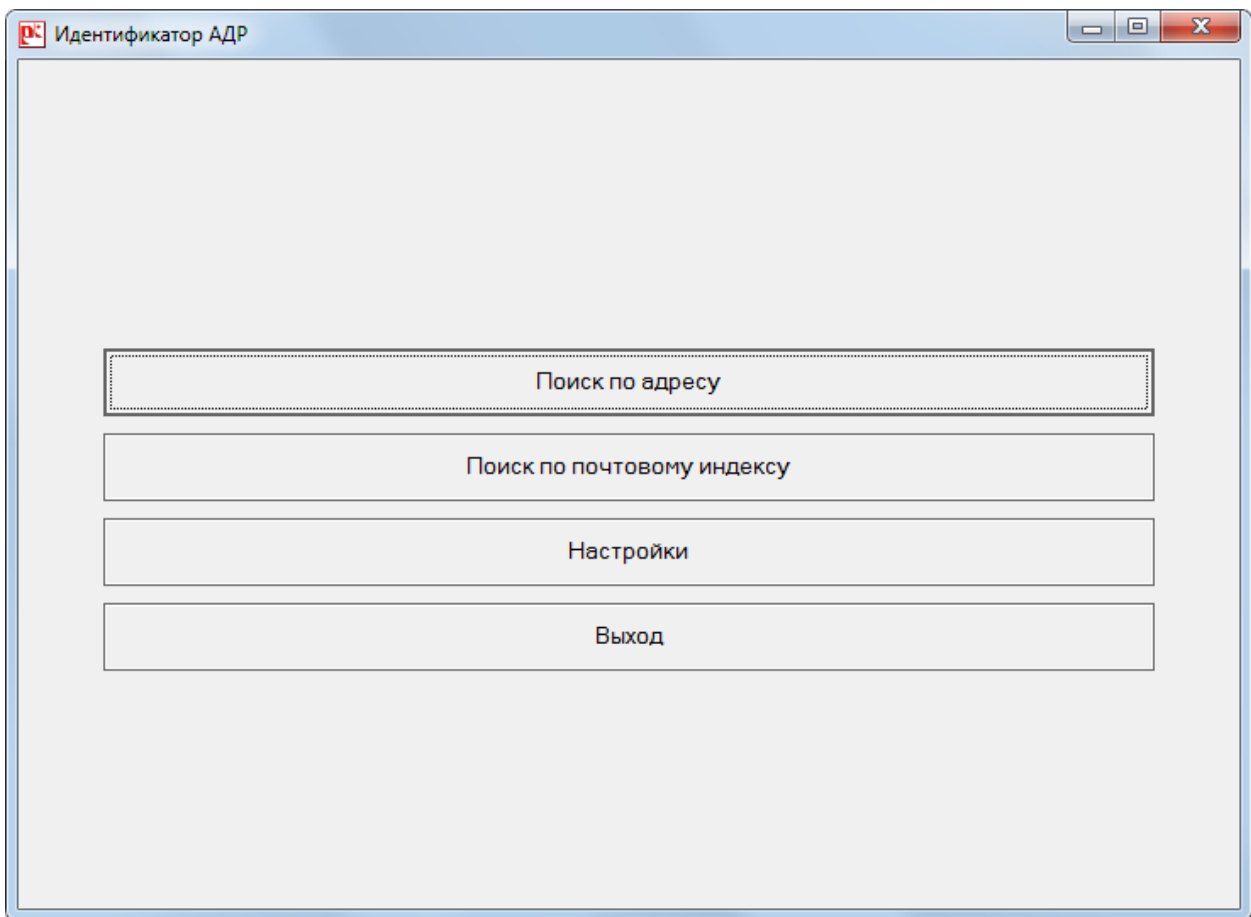 Идентификатор АДР
Поиск по адресу
Поиск по почтовому индексу
Настройки
Выход